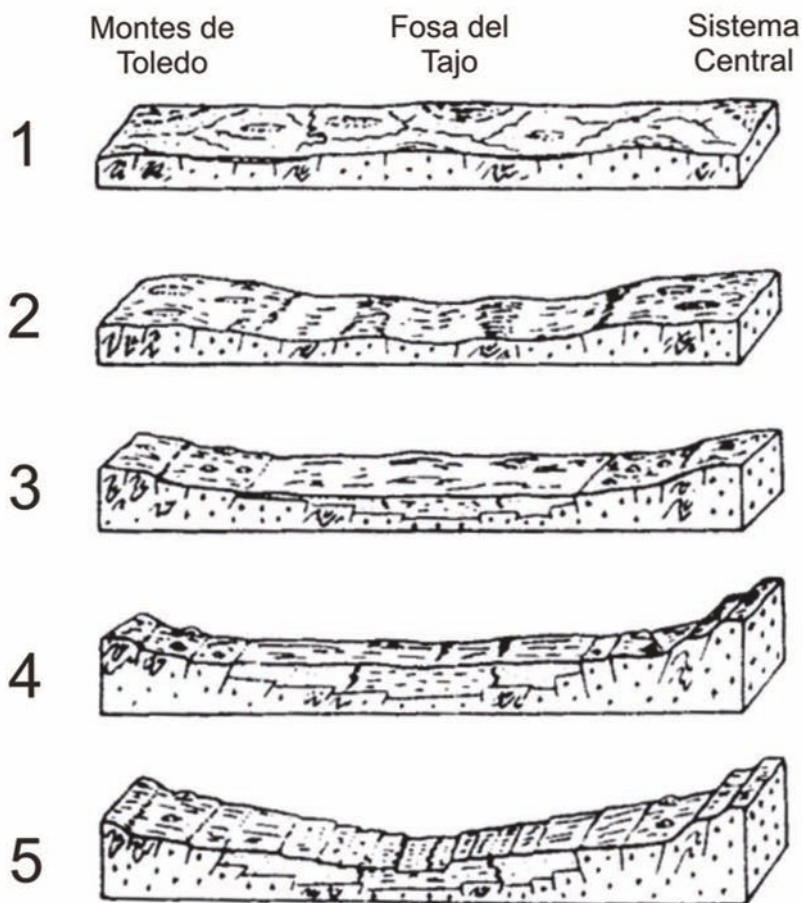 Montes de
Toledo
Fosa del
Tajo
Sistema
Central
1
2
3
4
5